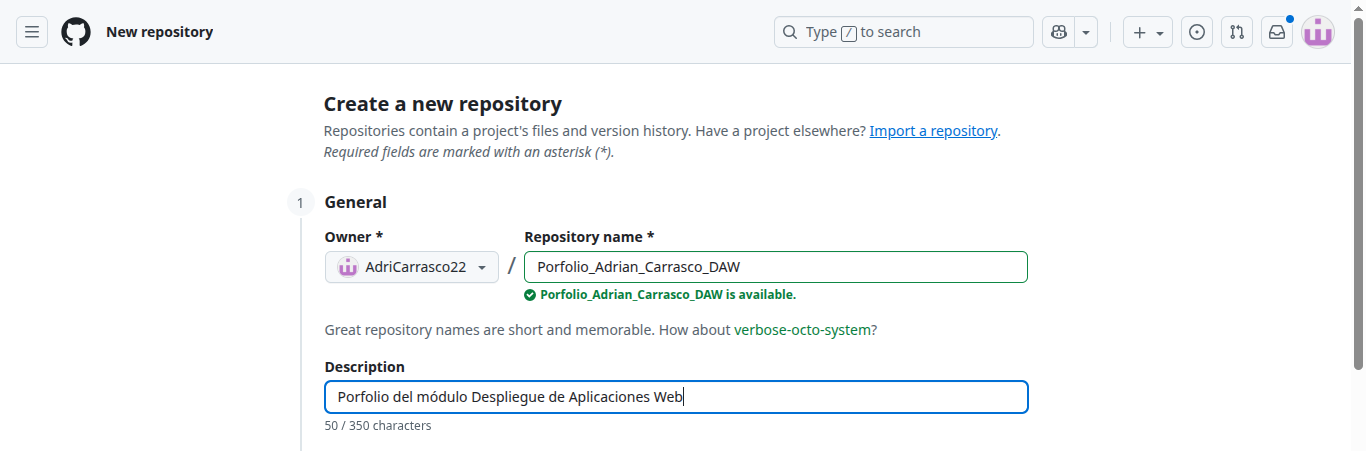 New repository
Type / to search
Create a new repository
Repositories contain a project's files and version history. Have a project elsewhere? Import a repository.
Required fields are marked with an asterisk (*).
1 General
Owner * Repository name *
AdriCarrasco22 / Porfolio_Adrian_Carrasco_DAW
Porfolio_Adrian_Carrasco_DAW is available.
Great repository names are short and memorable. How about verbose-octo-system?
Description
Porfolio del módulo Despliegue de Aplicaciones Web
50 / 350 characters